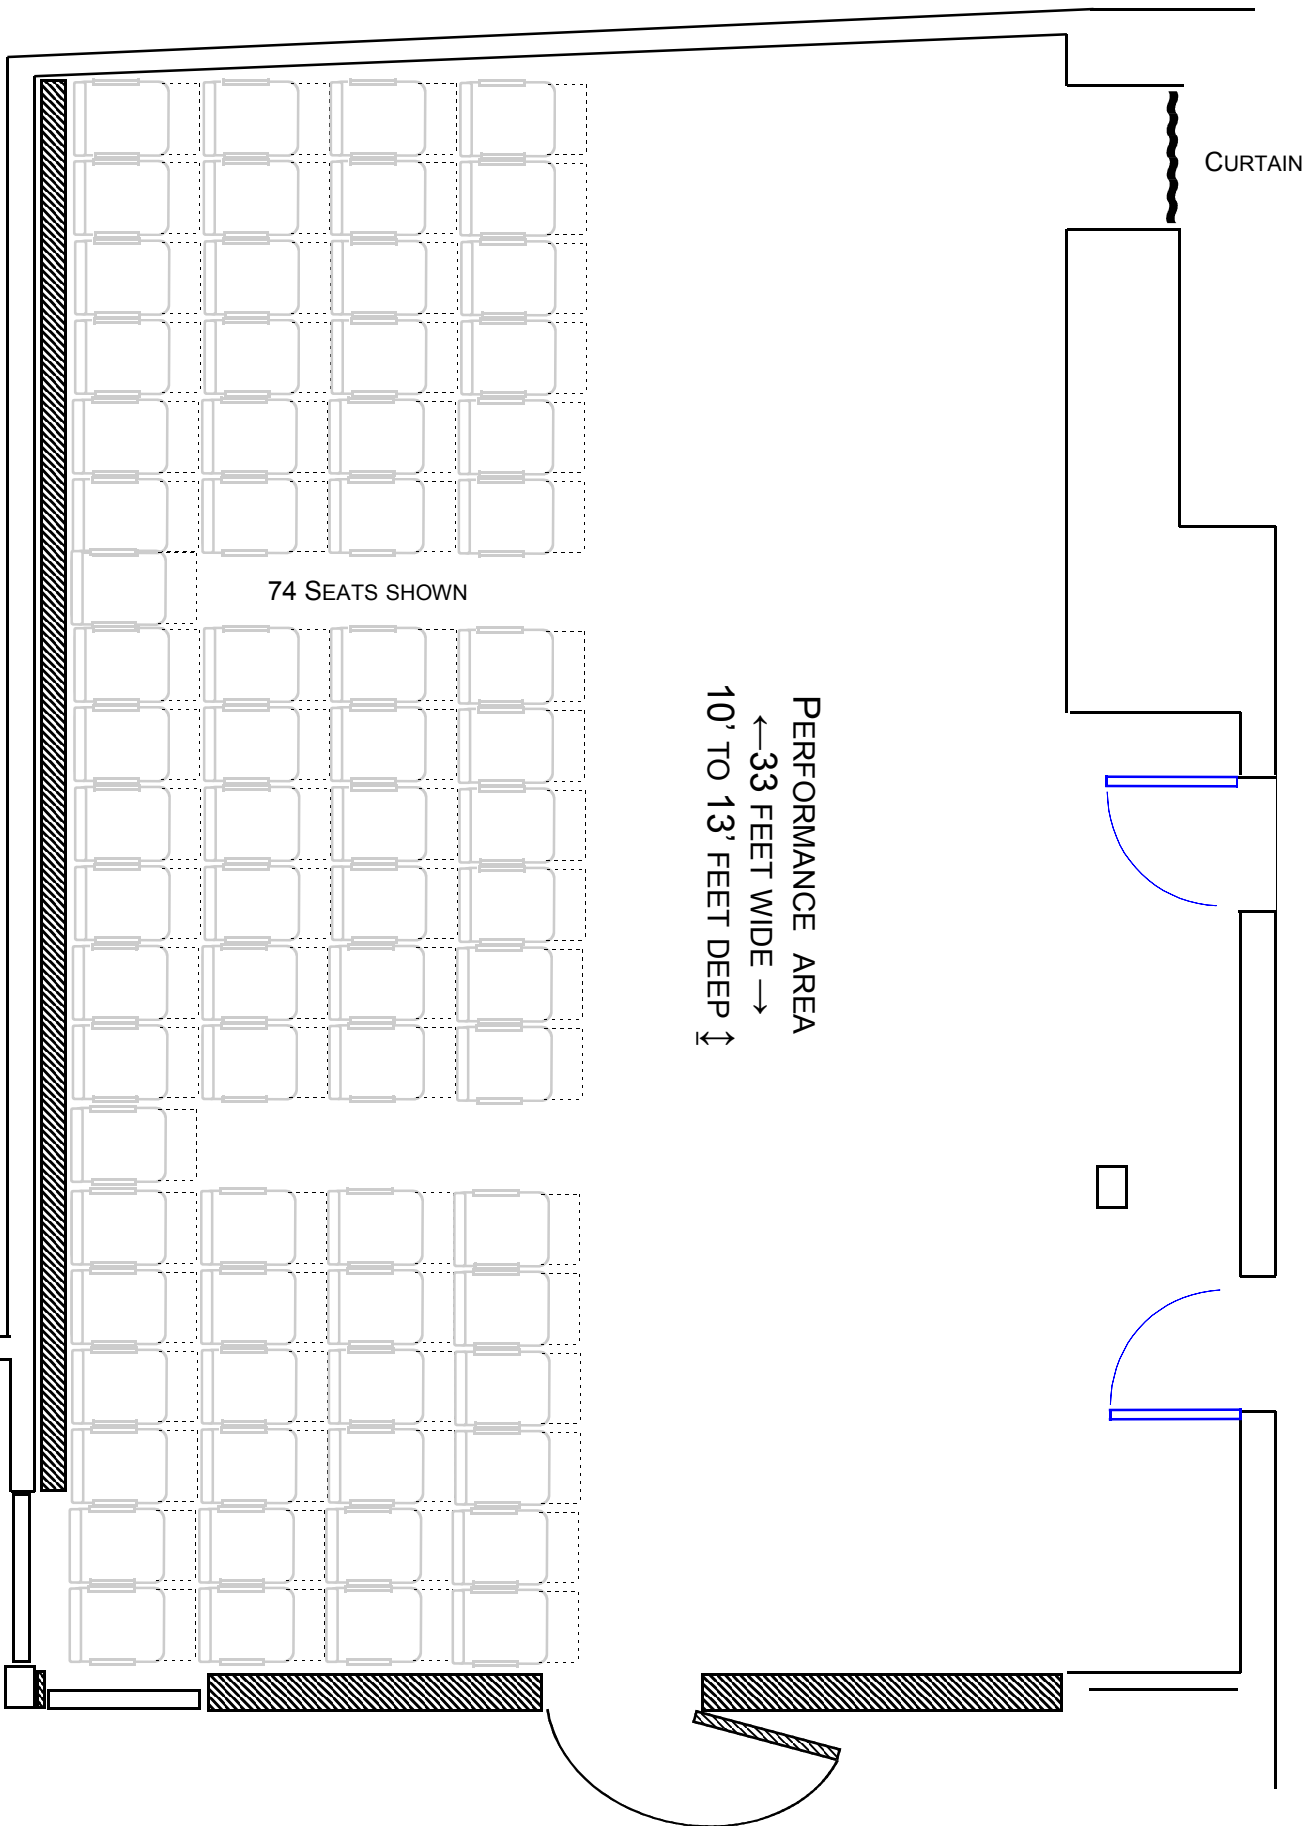 CURTAIN
74 SEATS SHOWN
PERFORMANCE AREA
←33 FEET WIDE →
10’ TO 13’ FEET DEEP ↨